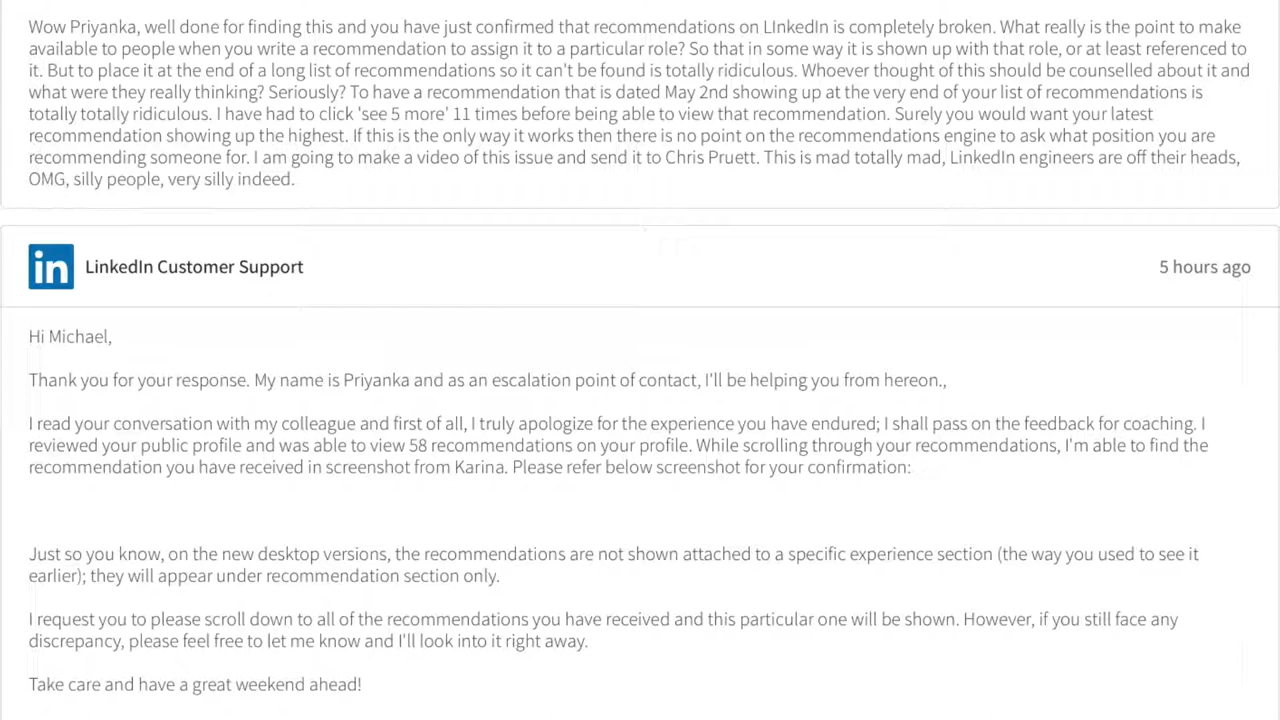 Wow Priyanka, well done for finding this and you have just confirmed that recommendations on LInkedIn is completely broken. What really is the point to make
available to people when you write a recommendation to assign it to a particular role? So that in some way it is shown up with that role, or at least referenced to
it. But to place it at the end of a long list of recommendations so it can't be found is totally ridiculous. Whoever thought of this should be counselled about it and
what were they really thinking? Seriously? To have a recommendation that is dated May 2nd showing up at the very end of your list of recommendations is
totally totally ridiculous. I have had to click 'see 5 more' 11 times before being able to view that recommendation. Surely you would want your latest
recommendation showing up the highest. If this is the only way it works then there is no point on the recommendations engine to ask what position you are
recommending someone for. I am going to make a video of this issue and send it to Chris Pruett. This is mad totally mad, LinkedIn engineers are off their heads,
OMG, silly people, very silly indeed.
in LinkedIn Customer Support 5 hours ago
Hi Michael,
Thank you for your response. My name is Priyanka and as an escalation point of contact, I'll be helping you from hereon.,
I read your conversation with my colleague and first of all, I truly apologize for the experience you have endured; I shall pass on the feedback for coaching. I
reviewed your public profile and was able to view 58 recommendations on your profile. While scrolling through your recommendations, I'm able to find the
recommendation you have received in screenshot from Karina. Please refer below screenshot for your confirmation:
Just so you know, on the new desktop versions, the recommendations are not shown attached to a specific experience section (the way you used to see it
earlier); they will appear under recommendation section only.
I request you to please scroll down to all of the recommendations you have received and this particular one will be shown. However, if you still face any
discrepancy, please feel free to let me know and I'll look into it right away.
Take care and have a great weekend ahead!